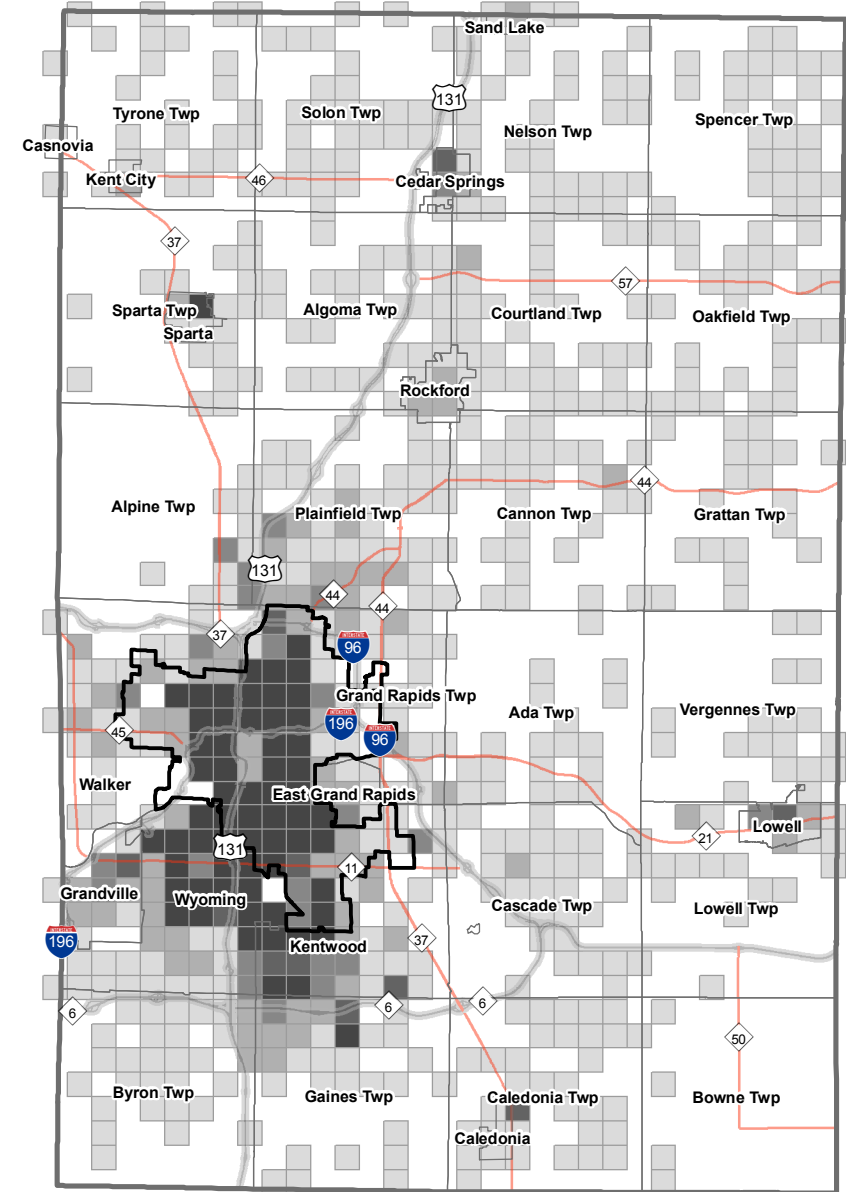 Sand Lake
131
Tyrone Twp
Solon Twp
Nelson Twp
Spencer Twp
Casnovia
Kent City
46
Cedar Springs
37
57
Sparta Twp
Algoma Twp
Courtland Twp
Oakfield Twp
Sparta
Rockford
44
Alpine Twp
Plainfield Twp
Cannon Twp
Grattan Twp
131
44
44
37
INTERSTATE
96
Grand Rapids Twp
INTERSTATE
196
INTERSTATE
96
Ada Twp
Vergennes Twp
45
Walker
East Grand Rapids
Lowell
21
131
11
Grandville
Wyoming
Cascade Twp
Lowell Twp
INTERSTATE
196
Kentwood
37
6
6
6
50
Byron Twp
Gaines Twp
Caledonia Twp
Bowne Twp
Caledonia